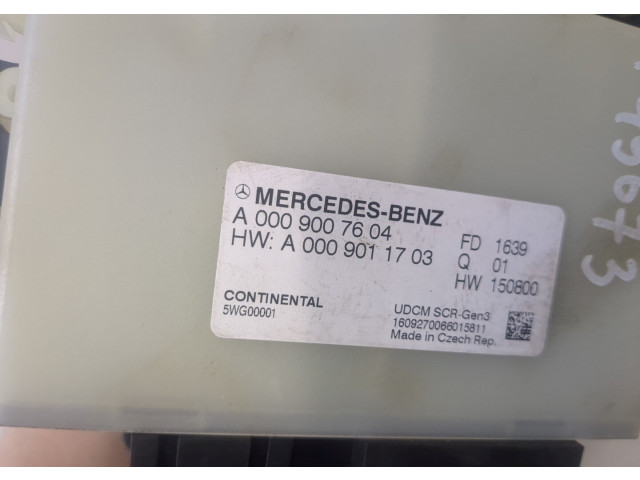 MERCEDES-BENZ
A 000 900 76 04
HW: A 000 901 17 03
FD 1639
Q 01
HW 150800
CONTINENTAL
5WG00001
UDCM SCR-Gen3
1609270066015811
Made in Czech Rep.